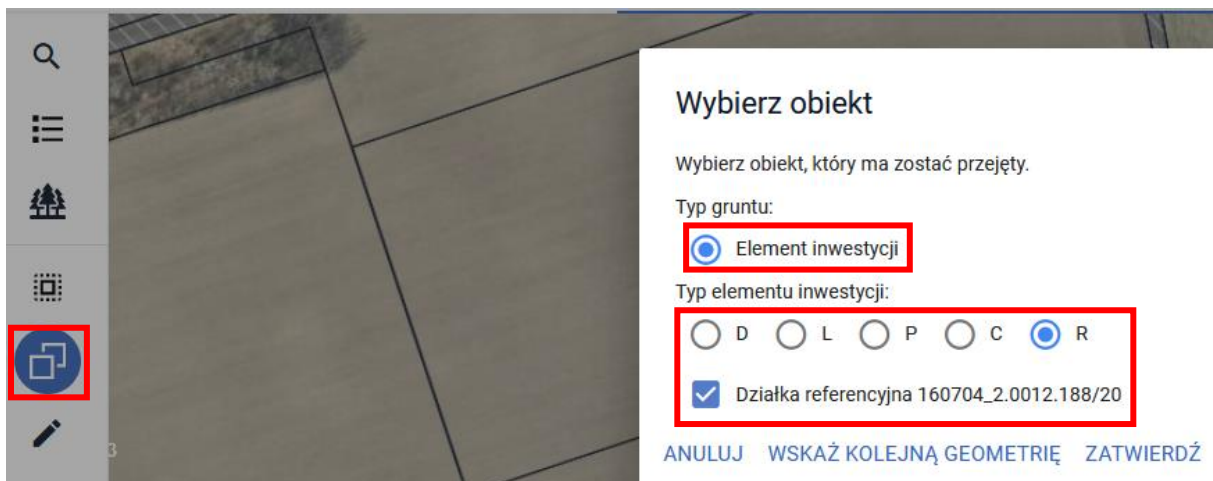 Wybierz obiekt
Wybierz obiekt, który ma zostać przejęty.
Typ gruntu:
Element inwestycji
Typ elementu inwestycji:
D L P C R
Działka referencyjna 160704_2.0012.188/20
3
ANULUJ WSKAŻ KOLEJNĄ GEOMETRIĘ ZATWIERDŹ